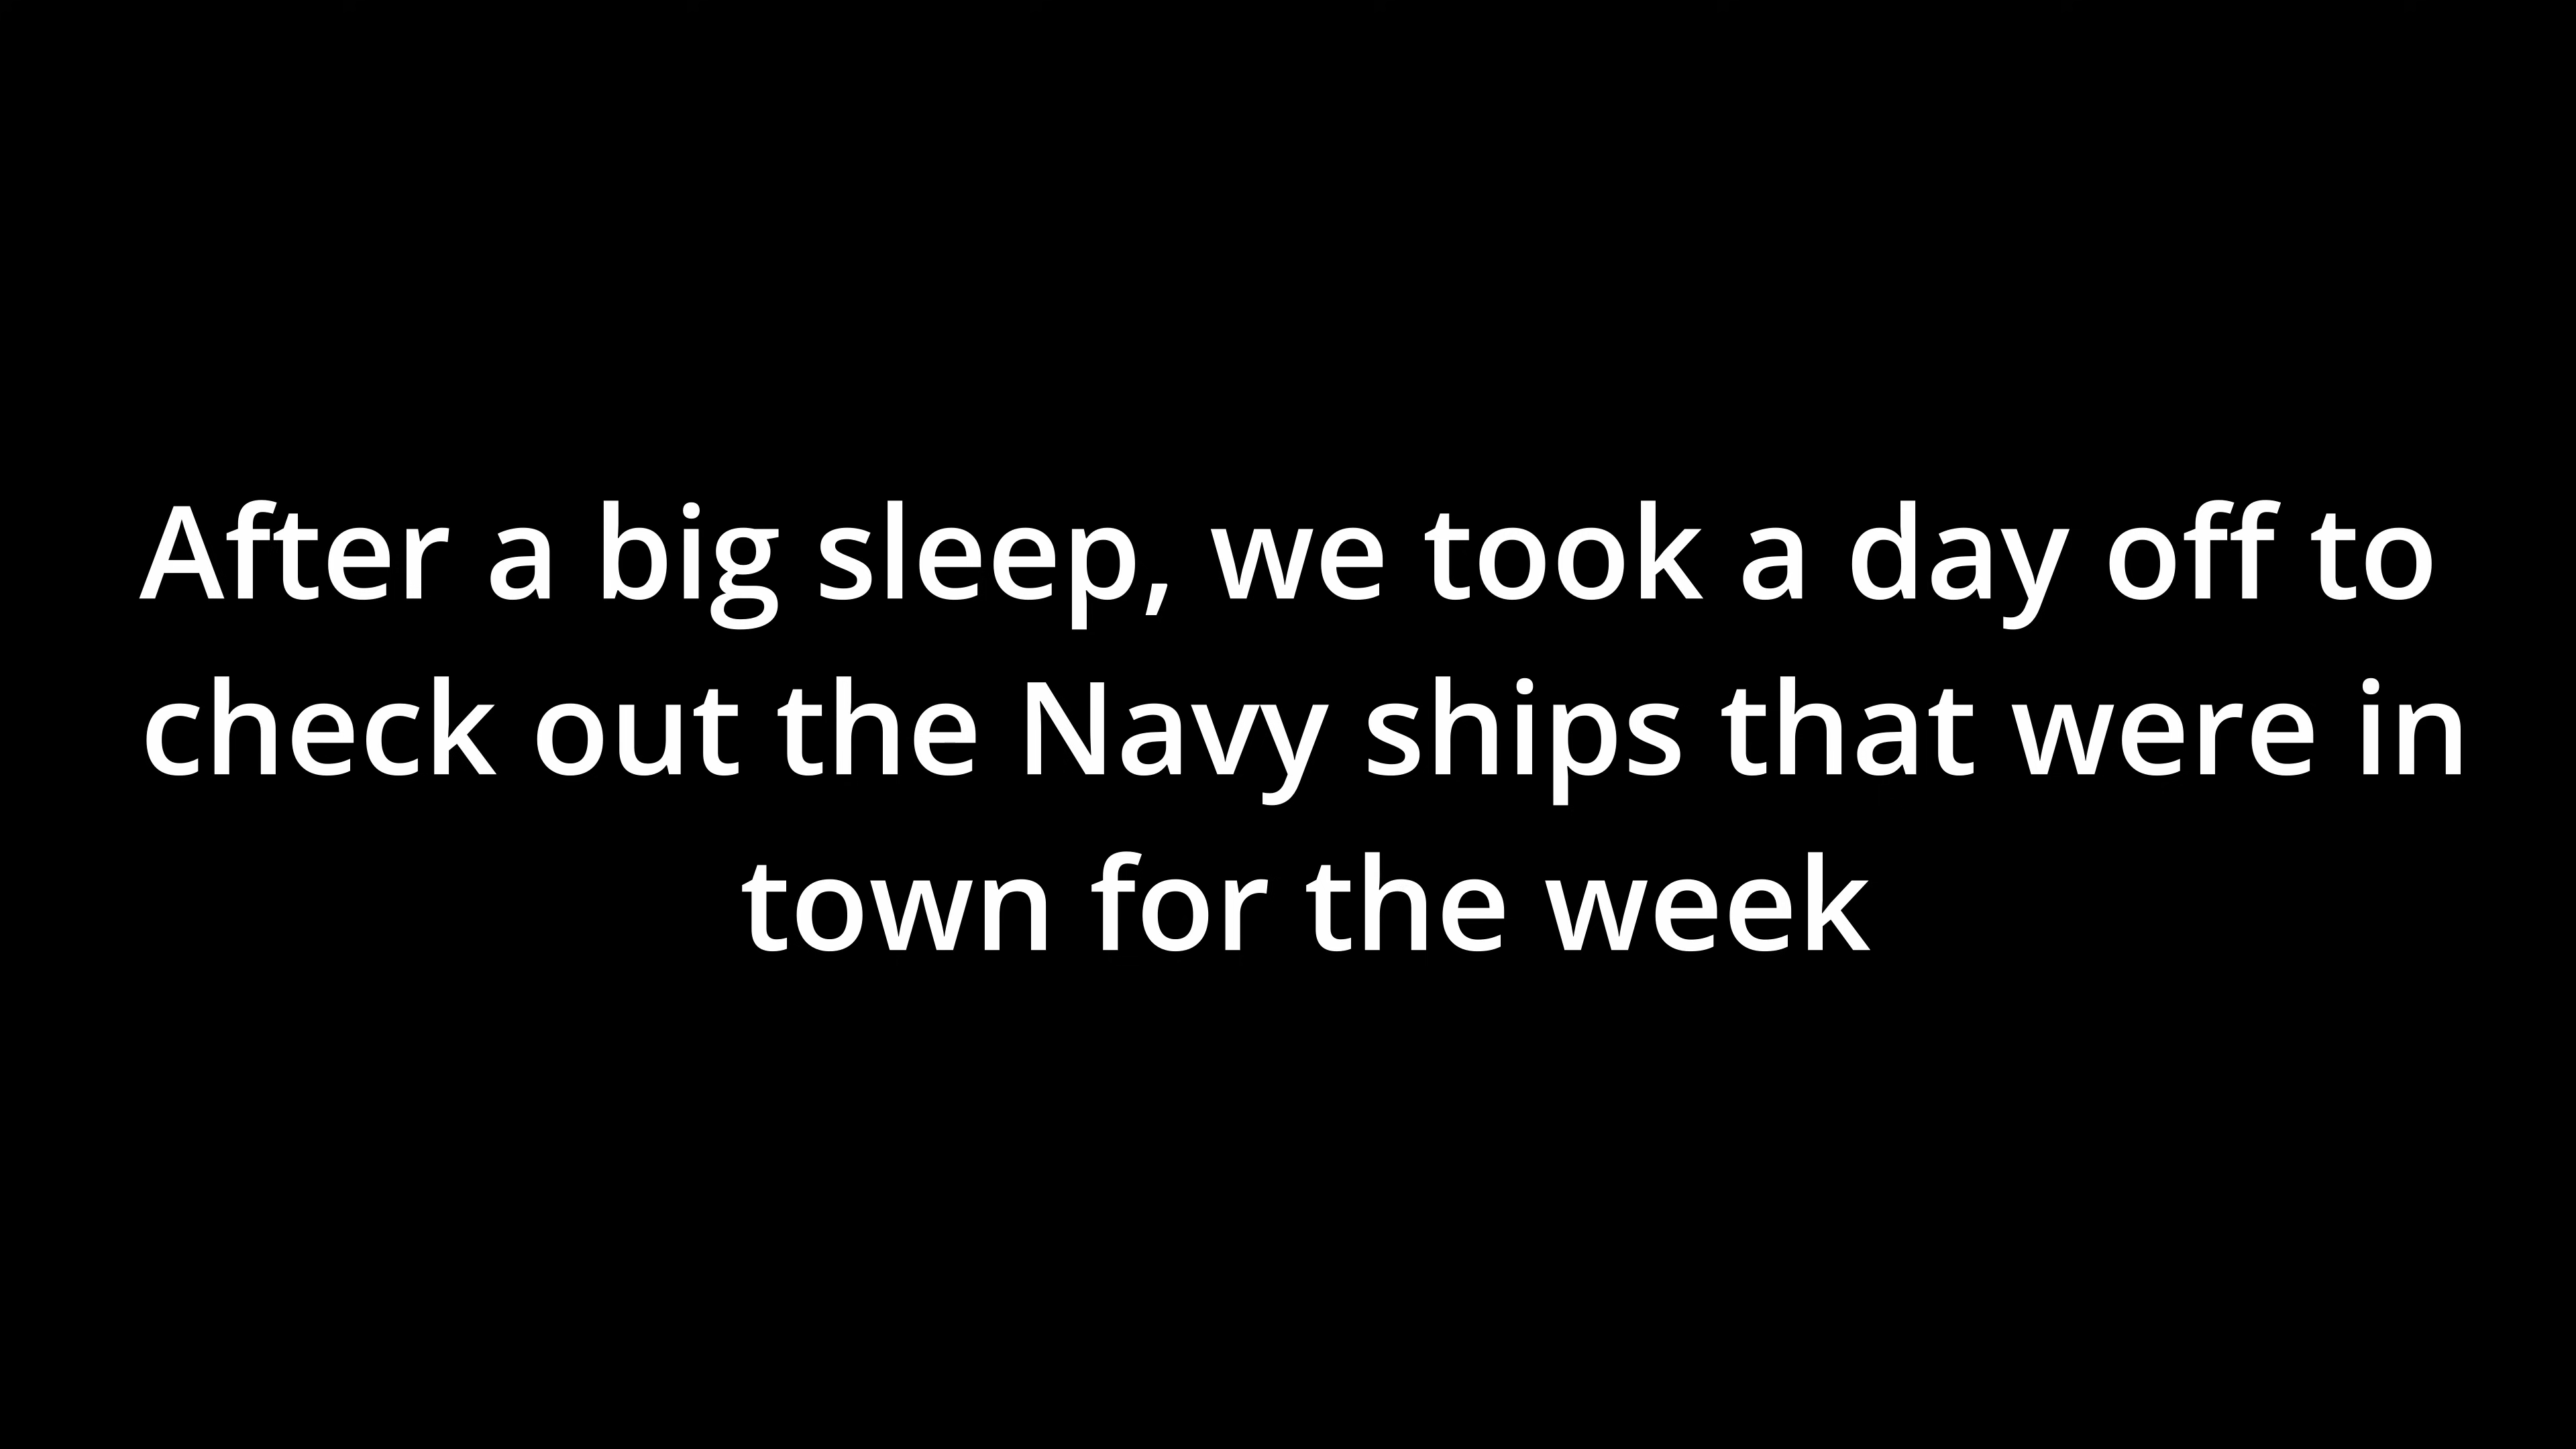 After a big sleep, we took a day off to
check out the Navy ships that were in
town for the week